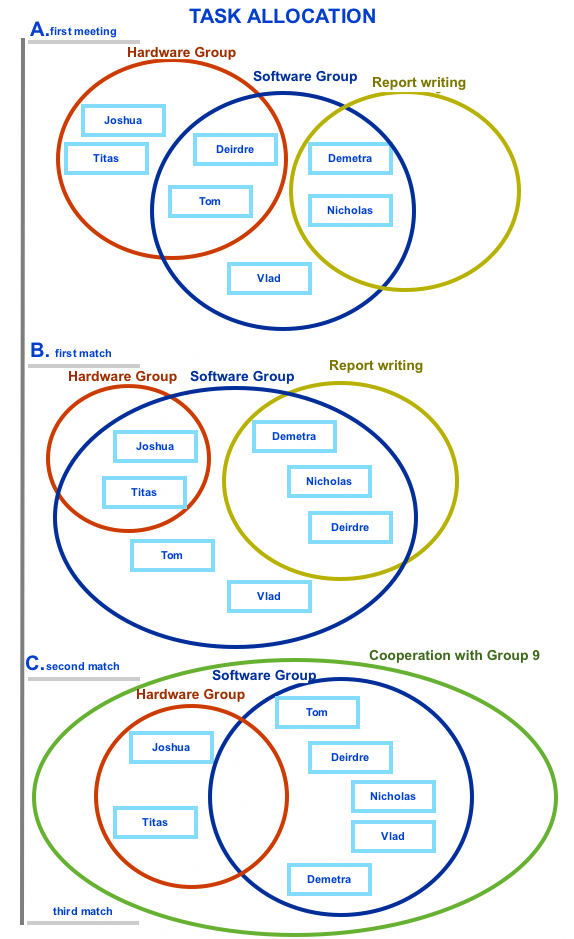 TASK ALLOCATION
A. first meeting
Hardware Group
Software Group
Report writing
Joshua
Titas
Deirdre
Tom
Demetra
Nicholas
Vlad
B. first match
Hardware Group
Software Group
Report writing
Joshua
Titas
Demetra
Nicholas
Deirdre
Tom
Vlad
C. second match
Cooperation with Group 9
Software Group
Hardware Group
Joshua
Titas
Tom
Deirdre
Nicholas
Vlad
Demetra
third match